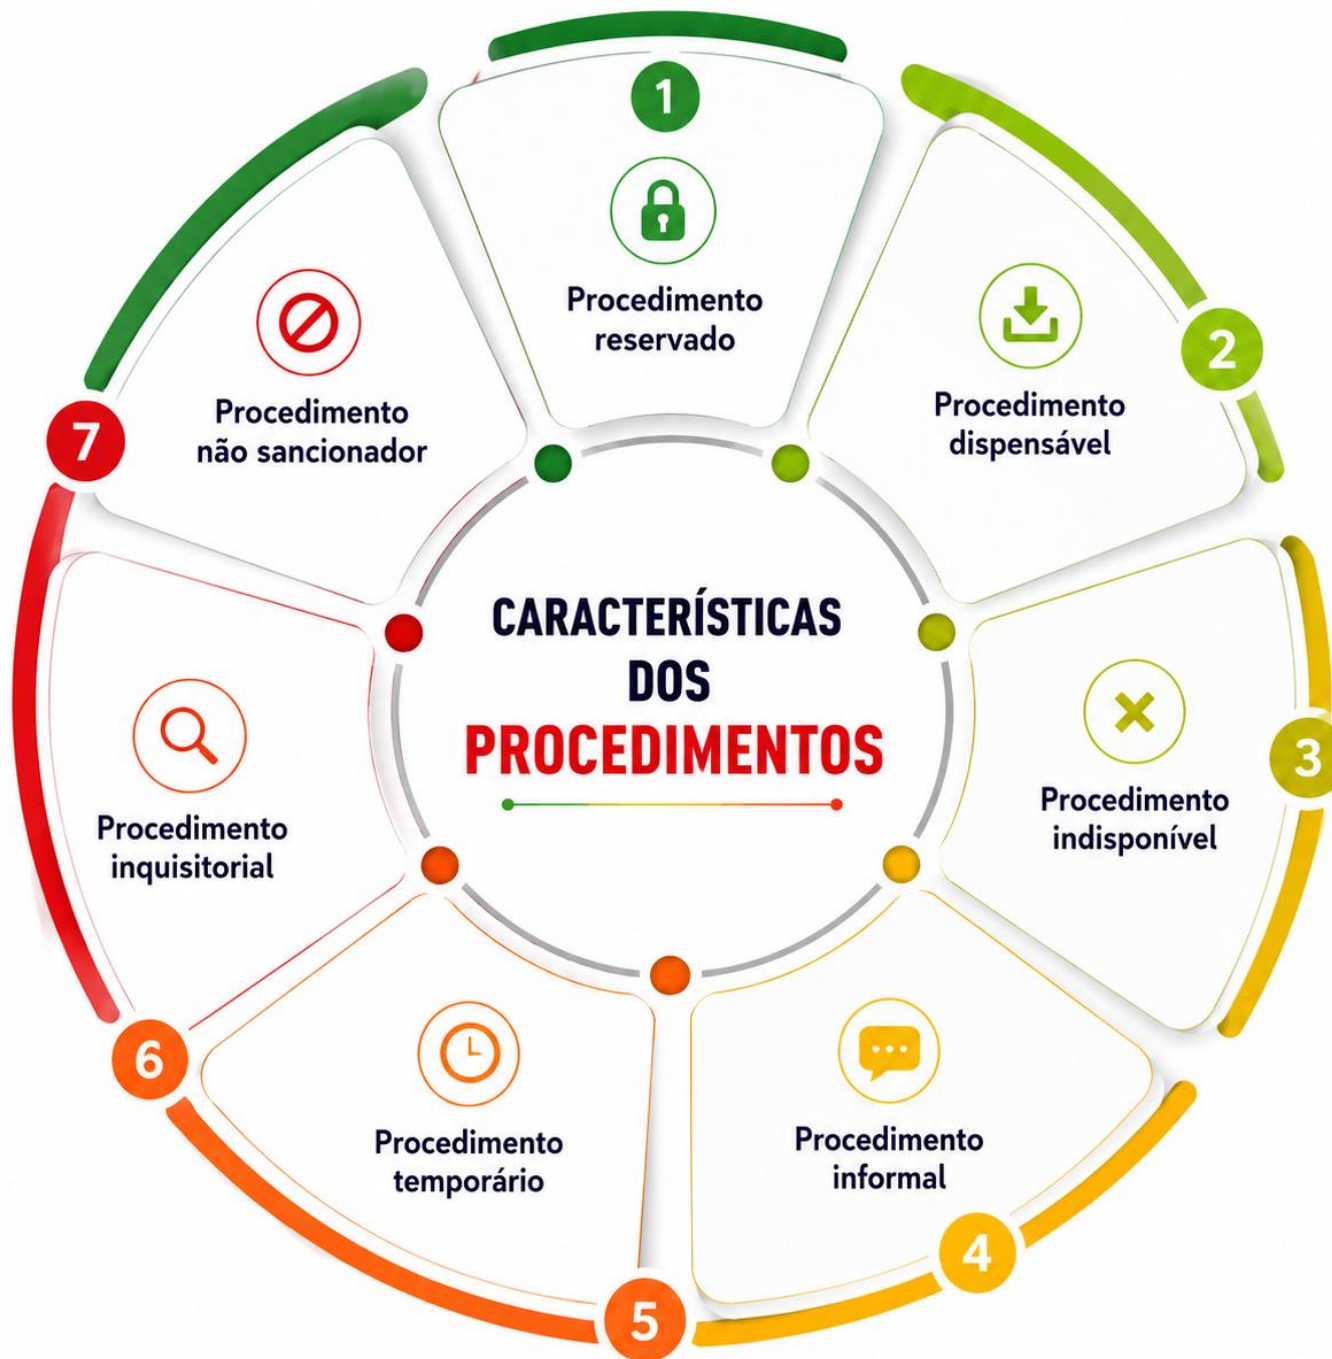 CARACTERÍSTICAS
DOS
PROCEDIMENTOS
1
Procedimento
reservado
2
Procedimento
dispensável
3
Procedimento
indisponível
4
Procedimento
informal
5
Procedimento
temporário
6
Procedimento
inquisitorial
7
Procedimento
não sancionador